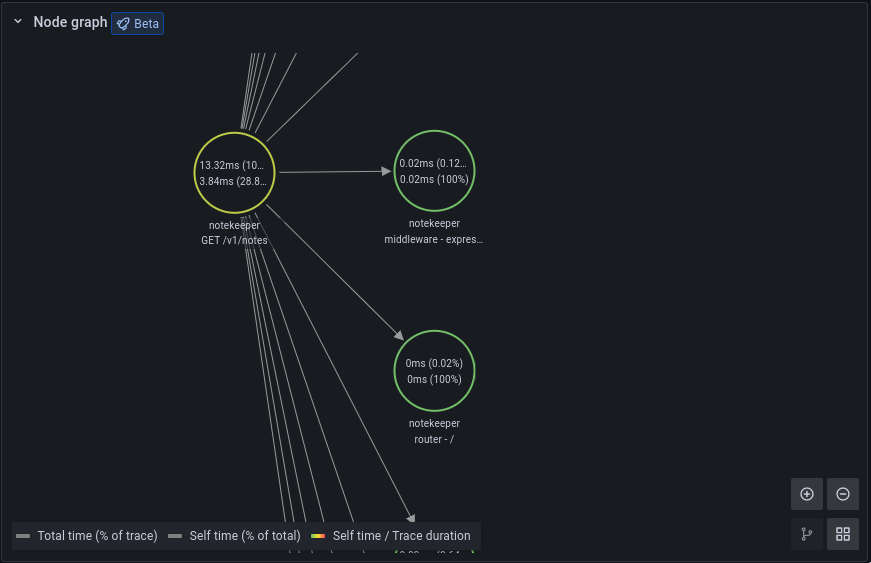 Node graph Beta
13.32ms (10...
3.84ms (28.8...
notekeeper
GET /v1/notes
0.02ms (0.12...
0.02ms (100%)
notekeeper
middleware - expres...
0ms (0.02%)
0ms (100%)
notekeeper
router - /
Total time (% of trace) Self time (% of total) Self time / Trace duration